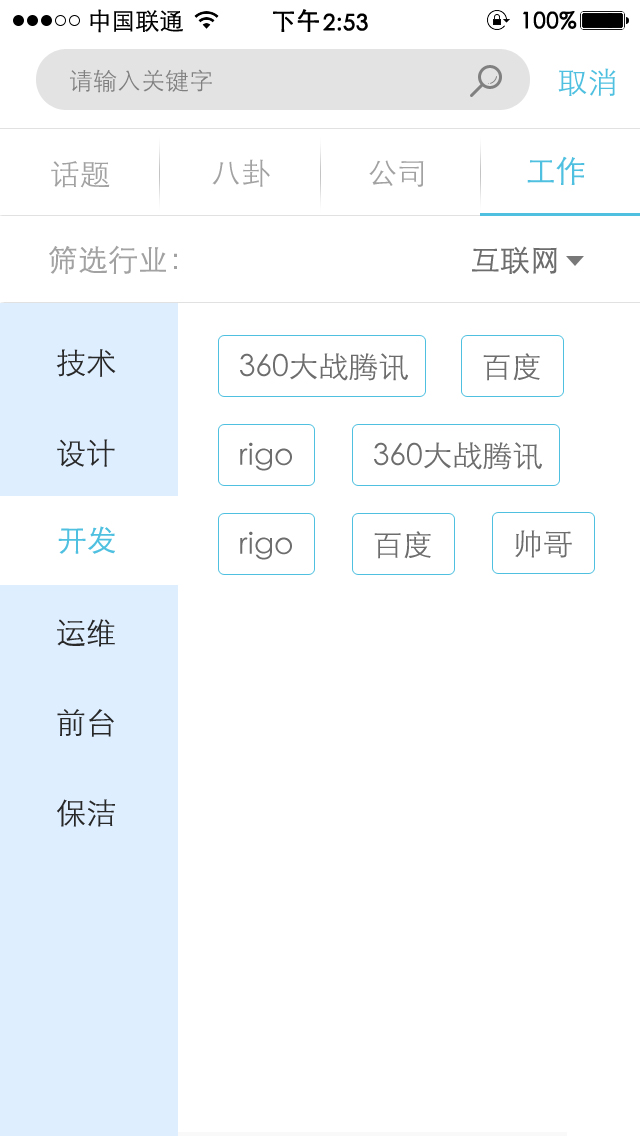 中国联通 下午2:53 100%
请输入关键字 取消
话题 八卦 公司 工作
筛选行业: 互联网
技术 360大战腾讯 百度
设计 rigo 360大战腾讯
开发 rigo 百度 帅哥
运维
前台
保洁